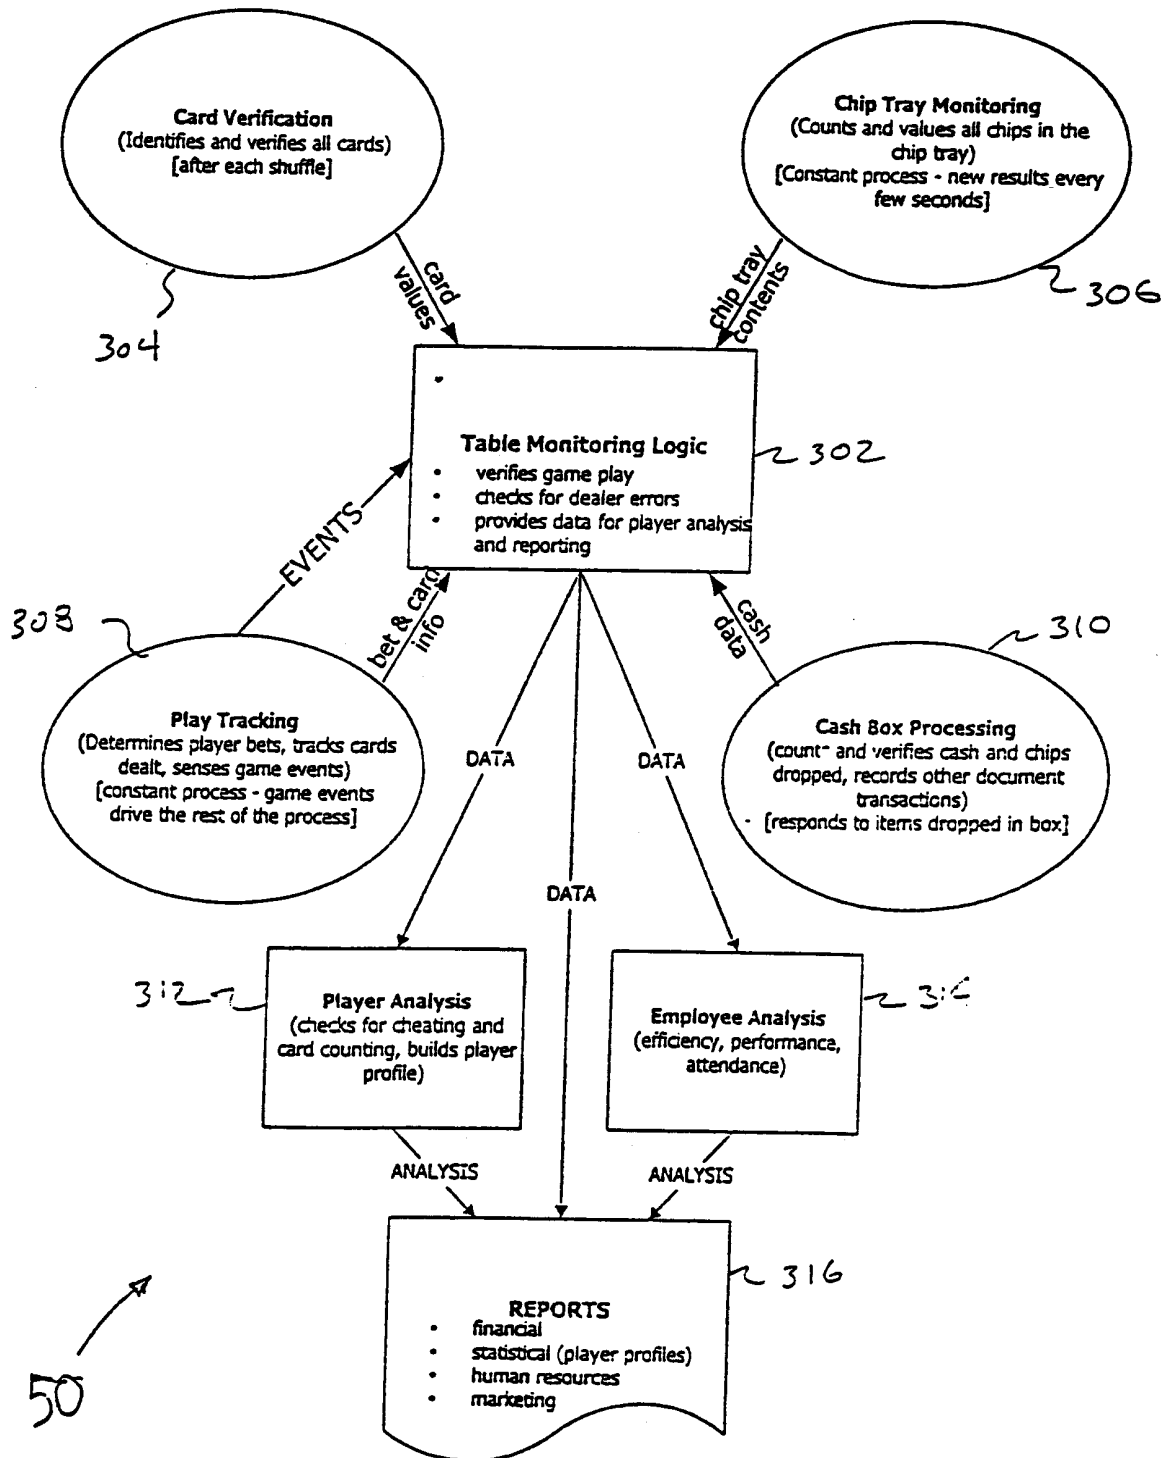 Card Verification
(Identifies and verifies all cards)
[after each shuffle]
Chip Tray Monitoring
(Counts and values all chips in the
chip tray)
[Constant process - new results every
few seconds]
304
card
values
chip tray
contents
306
Table Monitoring Logic
• verifies game play
• checks for dealer errors
• provides data for player analysis
and reporting
302
EVENTS
bet & card
info
cash
data
308
310
Play Tracking
(Determines player bets, tracks cards
dealt, senses game events)
[constant process - game events
drive the rest of the process]
Cash Box Processing
(count and verifies cash and chips
dropped, records other document
transactions)
[responds to items dropped in box]
DATA
DATA
DATA
312
Player Analysis
(checks for cheating and
card counting, builds player
profile)
Employee Analysis
(efficiency, performance,
attendance)
ANALYSIS
ANALYSIS
REPORTS
• financial
• statistical (player profiles)
• human resources
• marketing
316
50